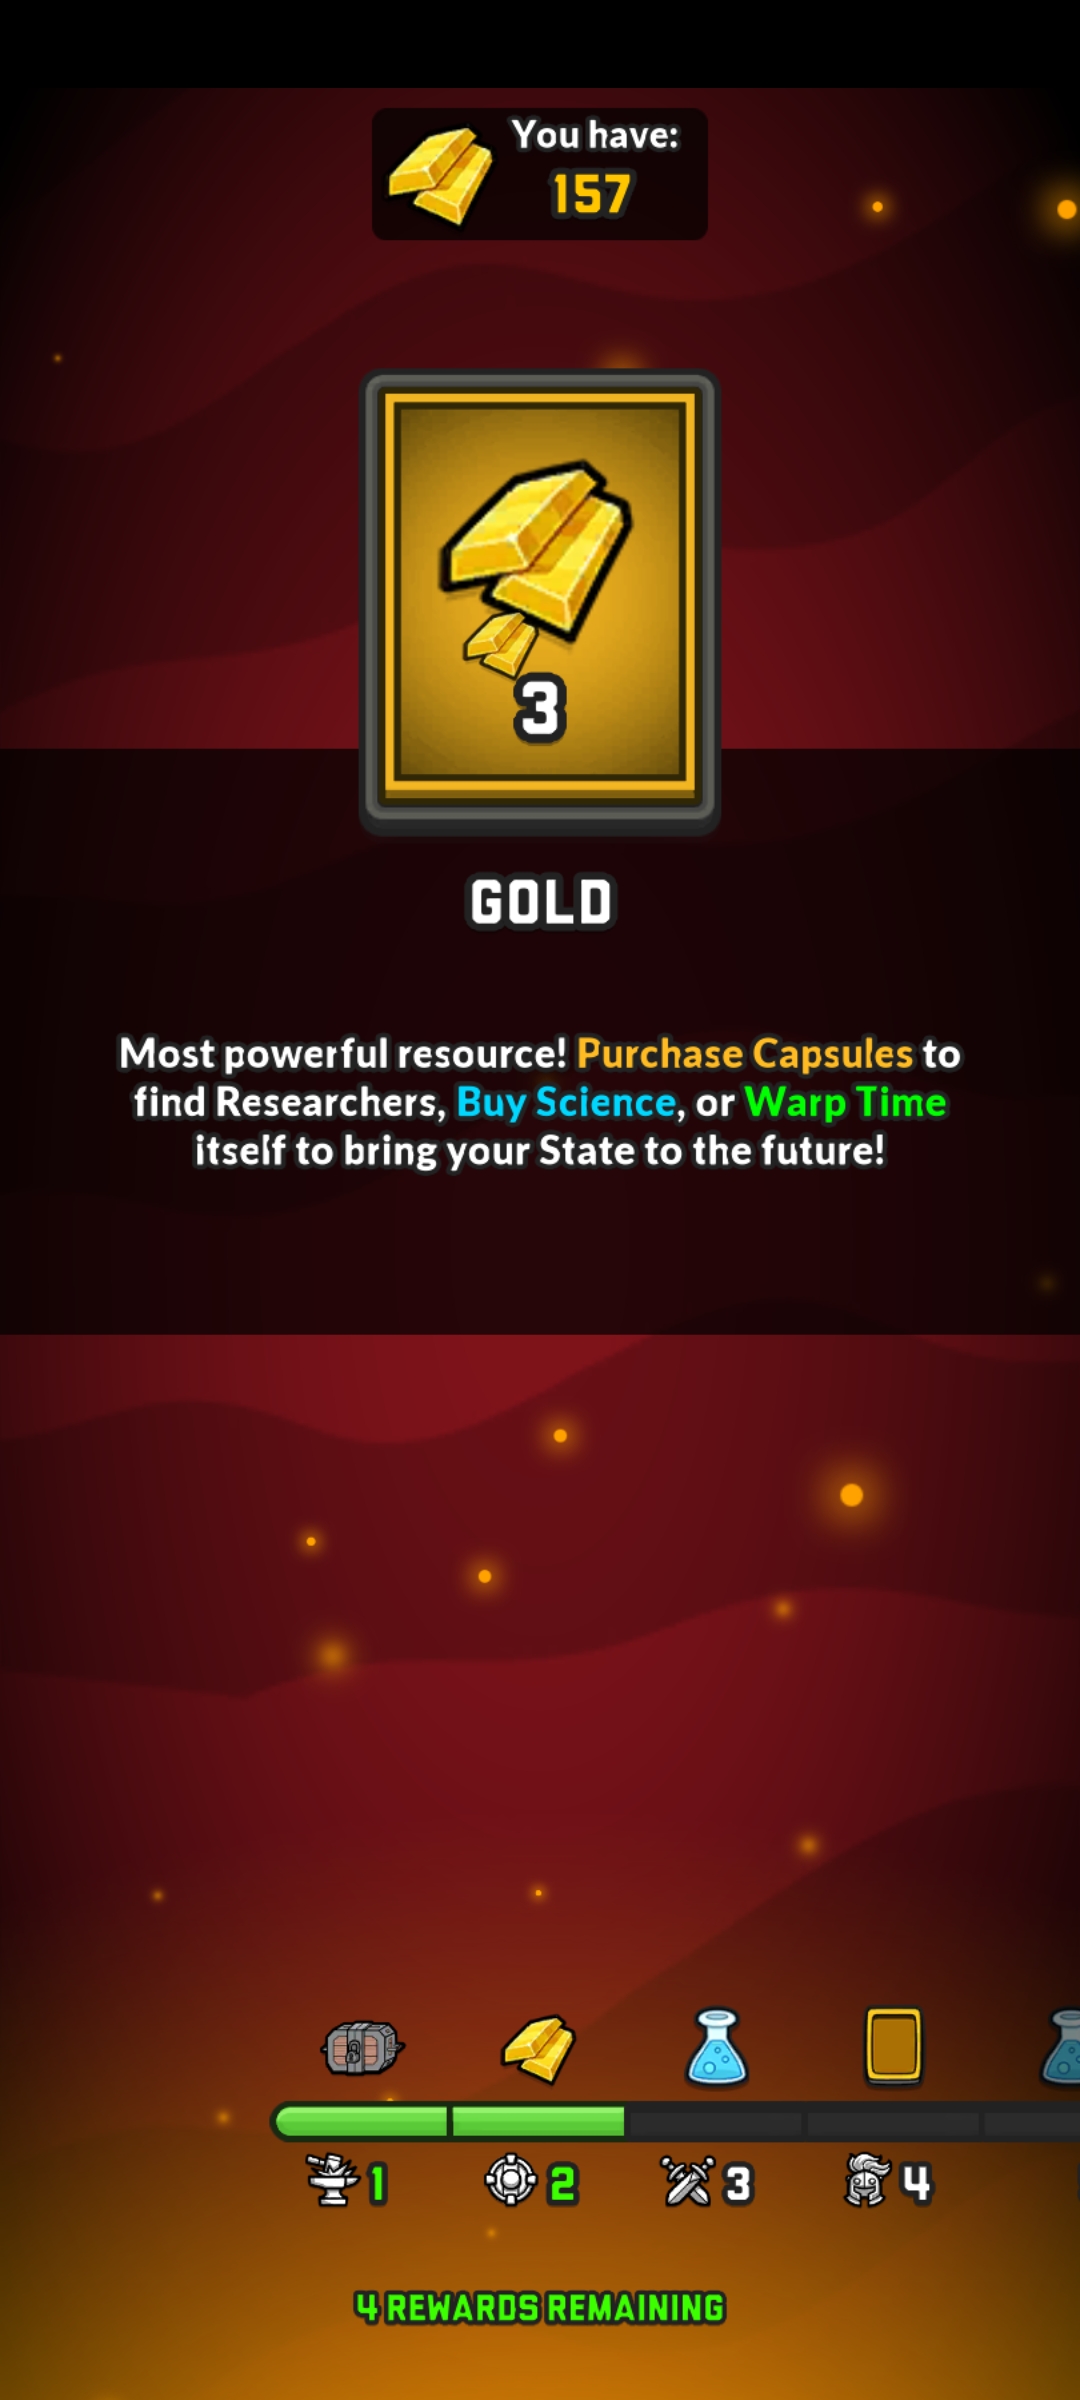 You have:
157
3
GOLD
Most powerful resource! Purchase Capsules to
find Researchers, Buy Science, or Warp Time
itself to bring your State to the future!
1 2 3 4
4 REWARDS REMAINING